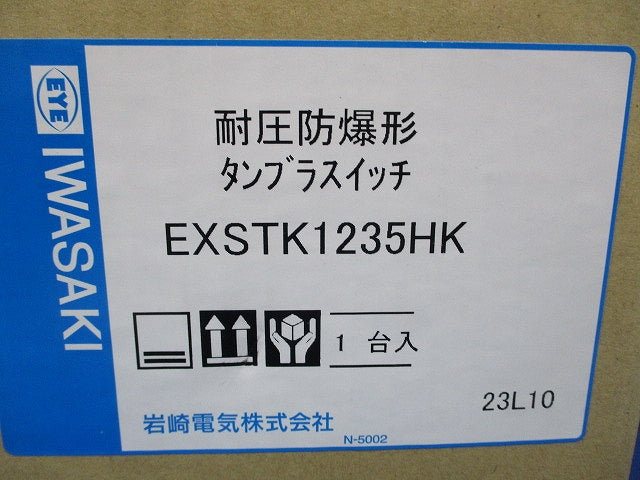 EYE
IWASAKI
耐圧防爆形
ﾀﾝﾌﾞﾗｽｲｯﾁ
EXSTK1235HK
1 台入
23L10
岩崎電気株式会社
N-5002